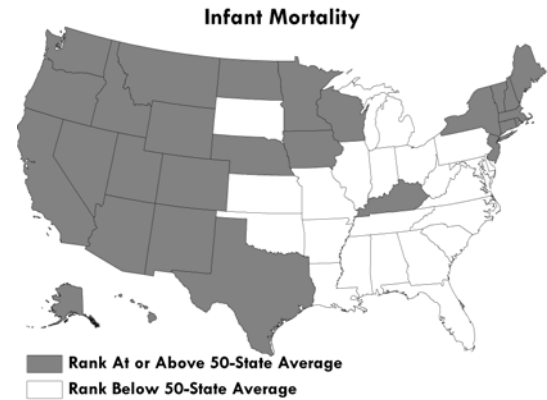 Infant Mortality
Rank At or Above 50-State Average
Rank Below 50-State Average